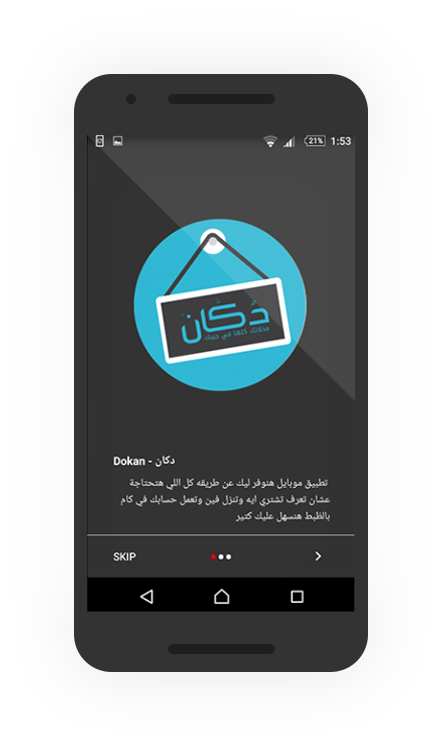 21%
1:53
دكان
محلاتك كلها في جيبك
Dokan - دكان
تطبيق موبايل هنوفر ليك عن طريقه كل اللي هتحتاجة
عشان تعرف تشتري ايه وتنزل فين وتعمل حسابك في كام
بالظبط هنسهل عليك كتير
SKIP